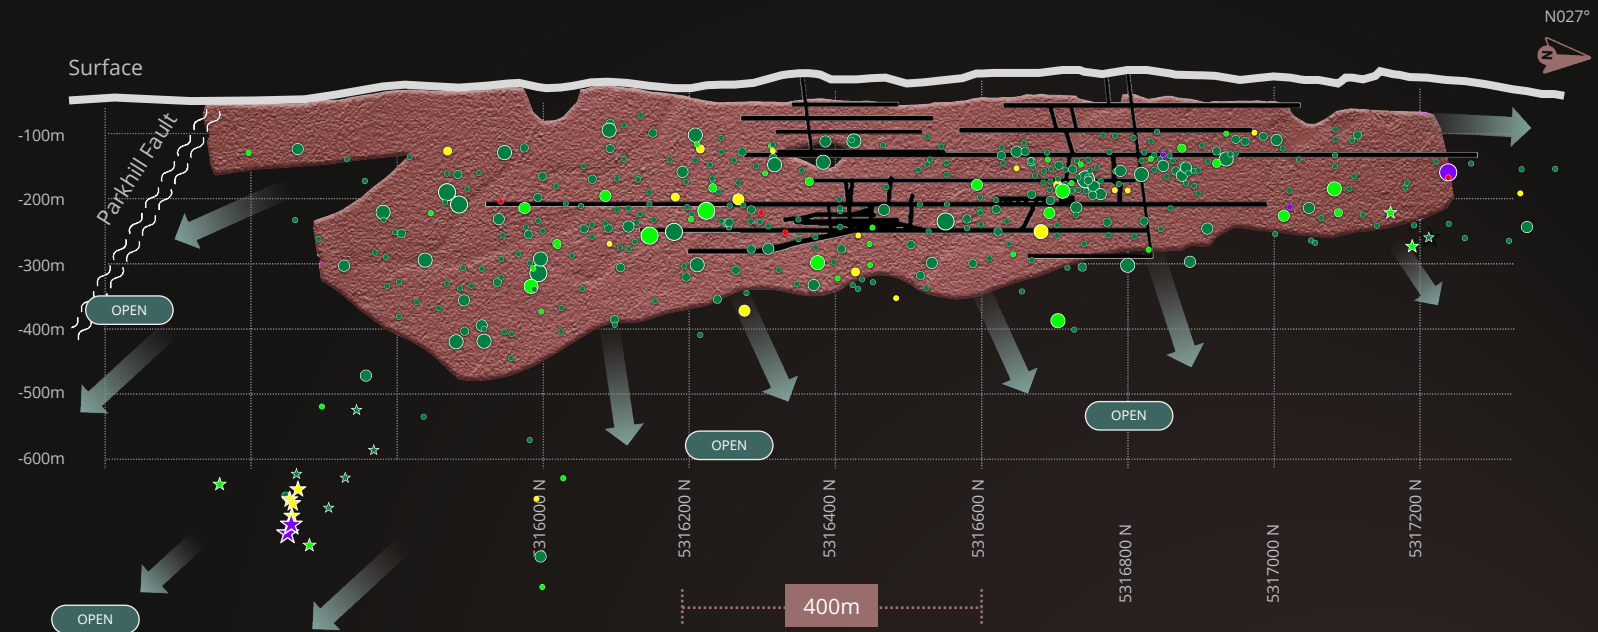 N027°
N
Surface
Parkhill Fault
-100m
-200m
-300m
-400m
-500m
-600m
OPEN
OPEN
OPEN
OPEN
5316000 N
5316200 N
5316400 N
5316600 N
5316800 N
5317000 N
5317200 N
400m